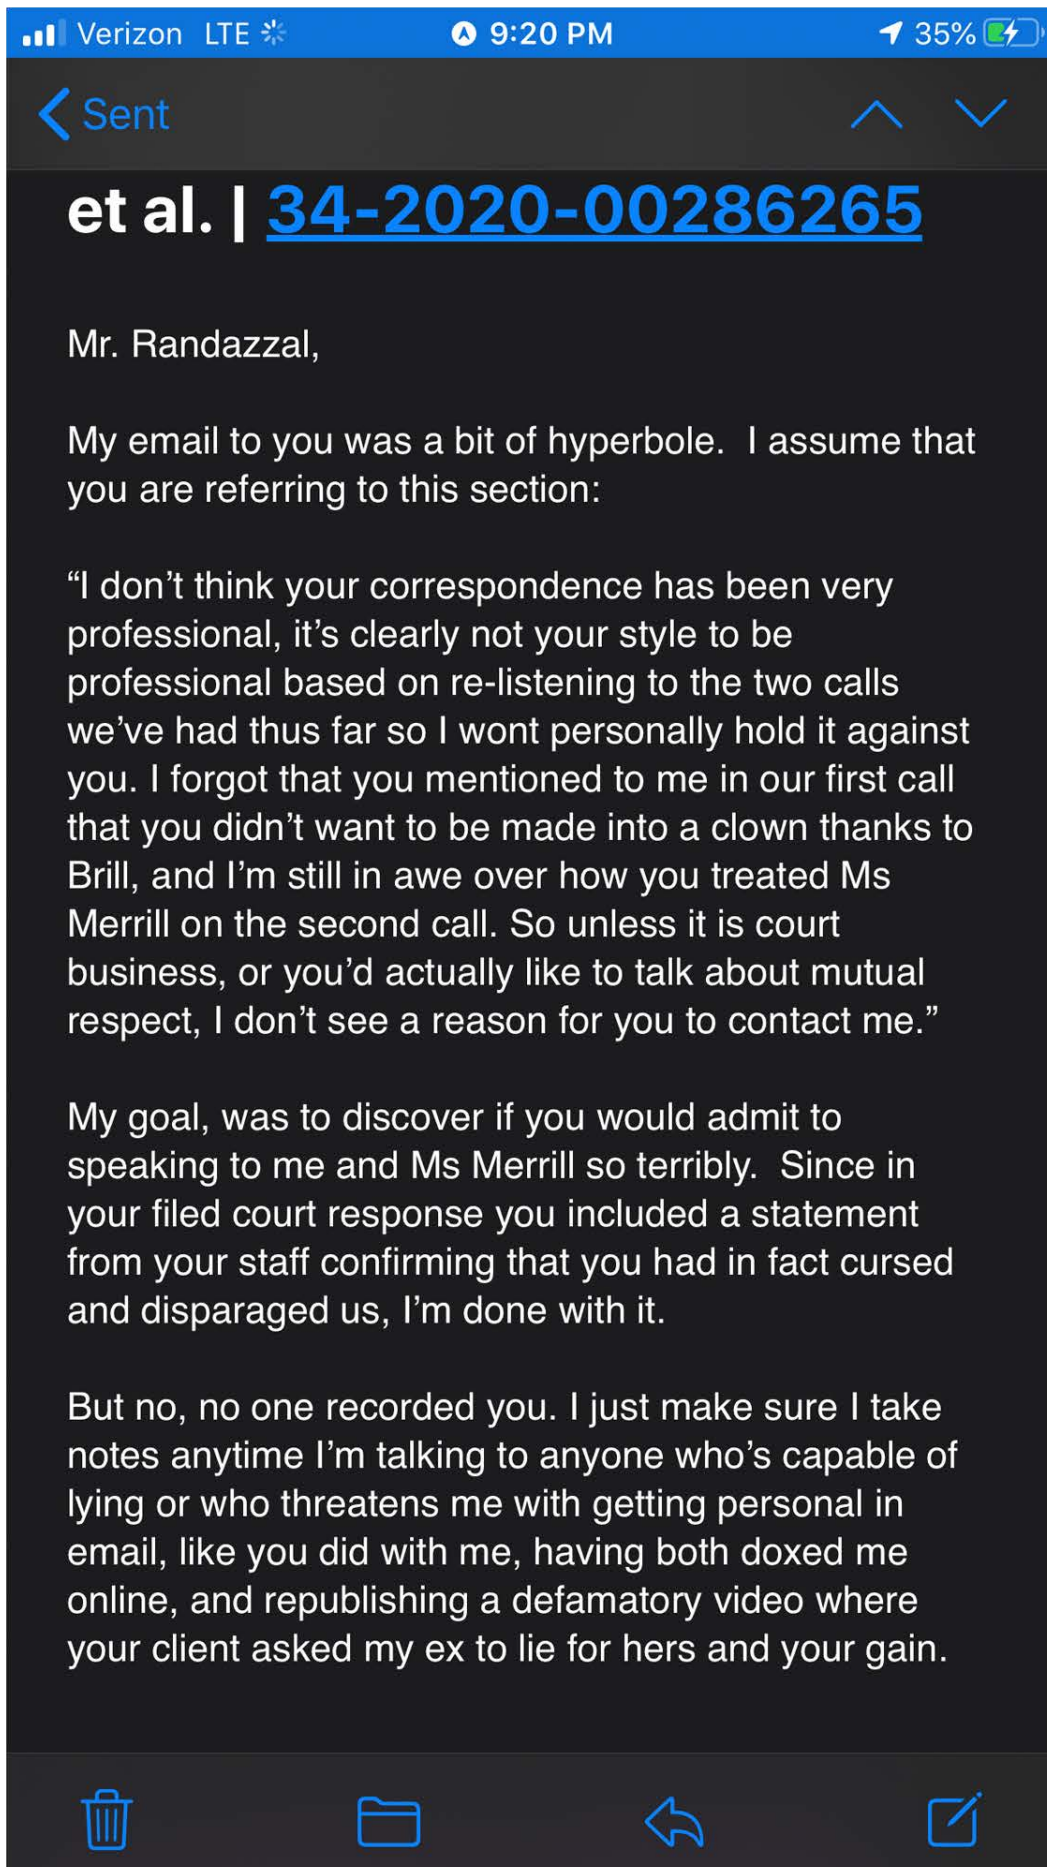 Verizon LTE 9:20 PM 35%
Sent
et al. | 34-2020-00286265
Mr. Randazzal,
My email to you was a bit of hyperbole.  I assume that
you are referring to this section:
“I don’t think your correspondence has been very
professional, it’s clearly not your style to be
professional based on re-listening to the two calls
we’ve had thus far so I wont personally hold it against
you. I forgot that you mentioned to me in our first call
that you didn’t want to be made into a clown thanks to
Brill, and I’m still in awe over how you treated Ms
Merrill on the second call. So unless it is court
business, or you’d actually like to talk about mutual
respect, I don’t see a reason for you to contact me.”
My goal, was to discover if you would admit to
speaking to me and Ms Merrill so terribly.  Since in
your filed court response you included a statement
from your staff confirming that you had in fact cursed
and disparaged us, I’m done with it.
But no, no one recorded you. I just make sure I take
notes anytime I’m talking to anyone who’s capable of
lying or who threatens me with getting personal in
email, like you did with me, having both doxed me
online, and republishing a defamatory video where
your client asked my ex to lie for hers and your gain.